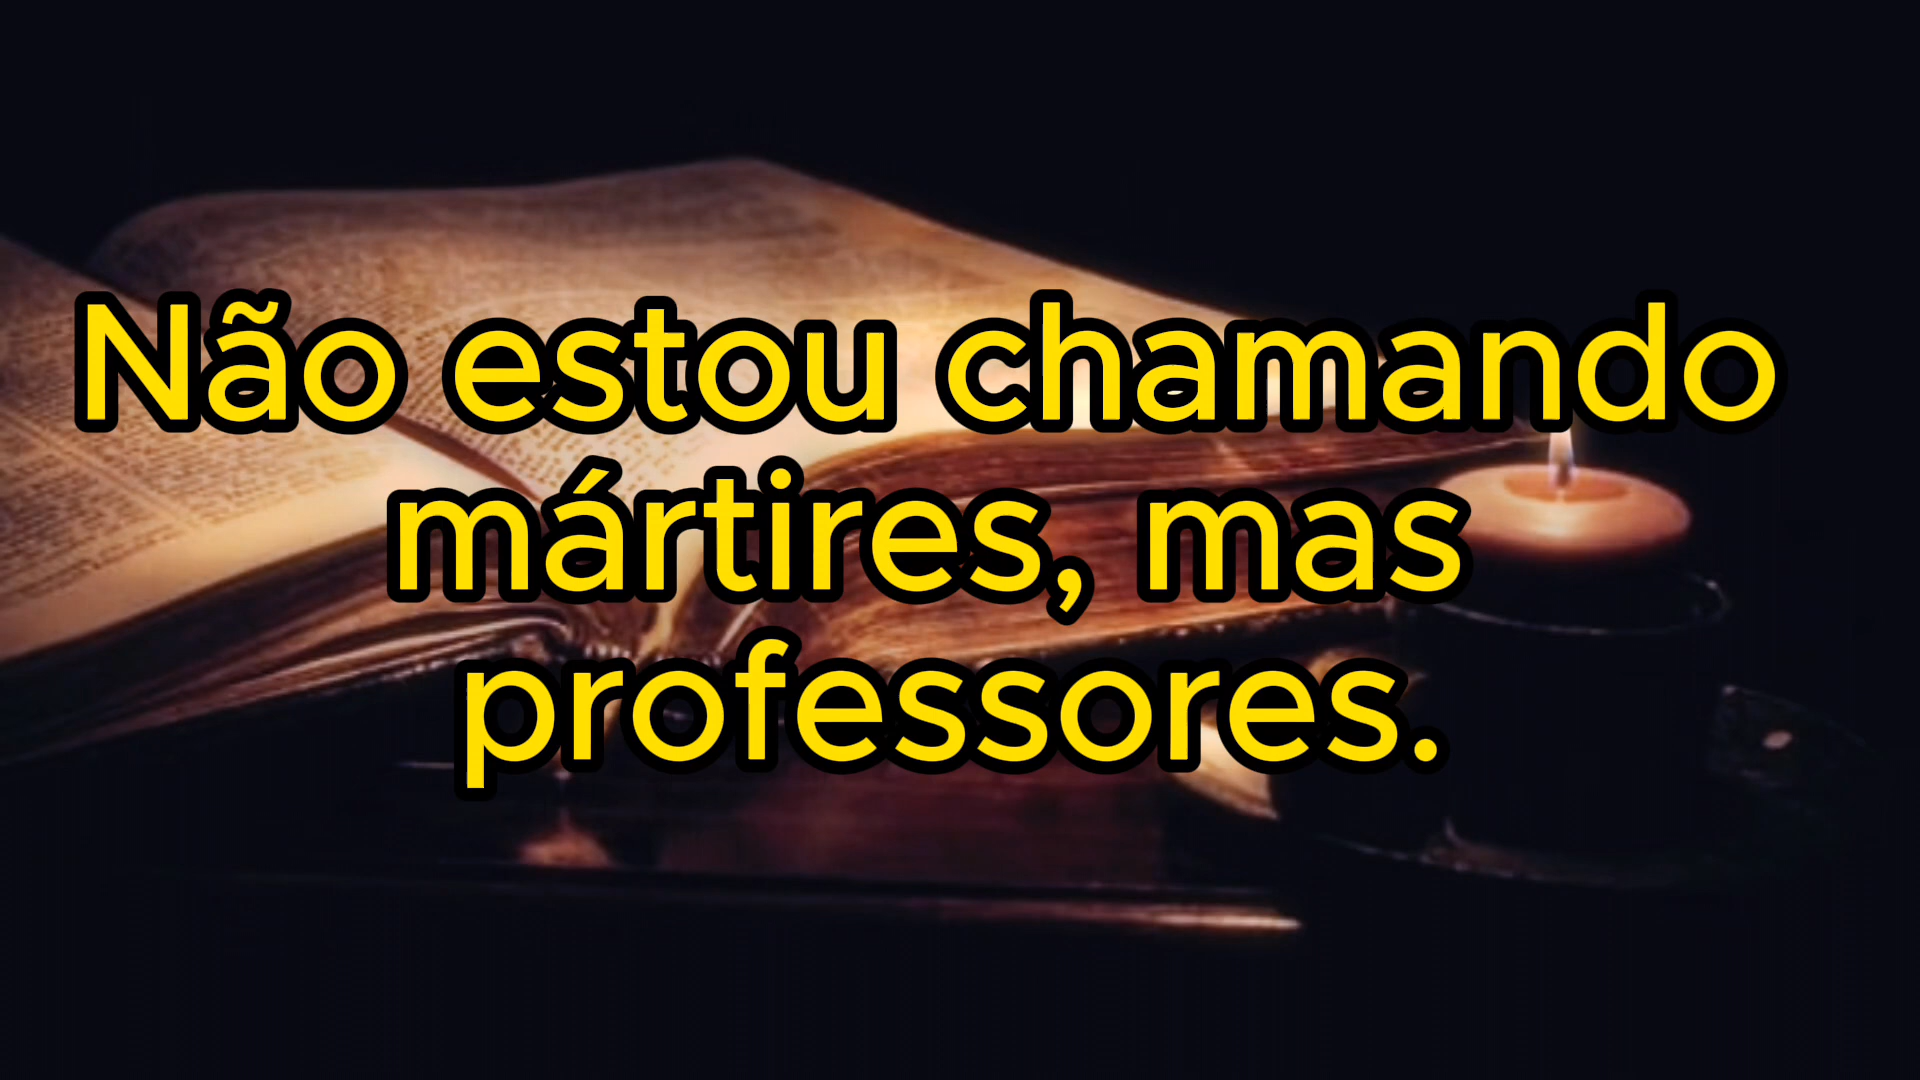 Não estou chamando
mártires, mas
professores.